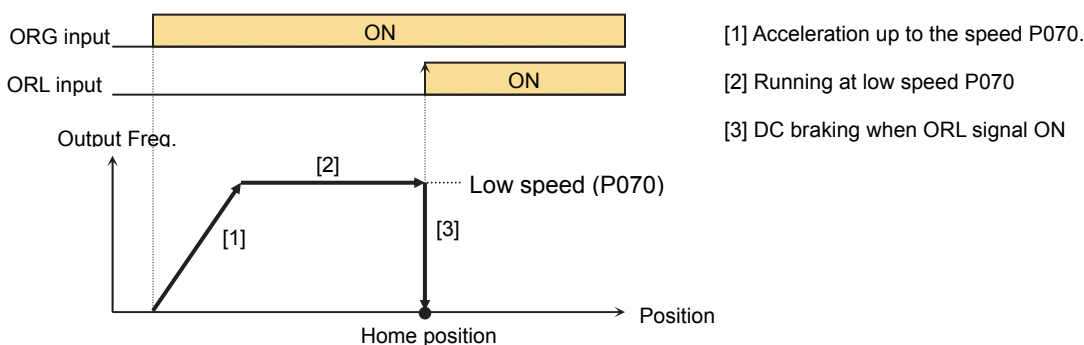 ORG input
ON
[1] Acceleration up to the speed P070.
ORL input
ON
[2] Running at low speed P070
[3] DC braking when ORL signal ON
Output Freq.
[2]
Low speed (P070)
[1]
[3]
Position
Home position